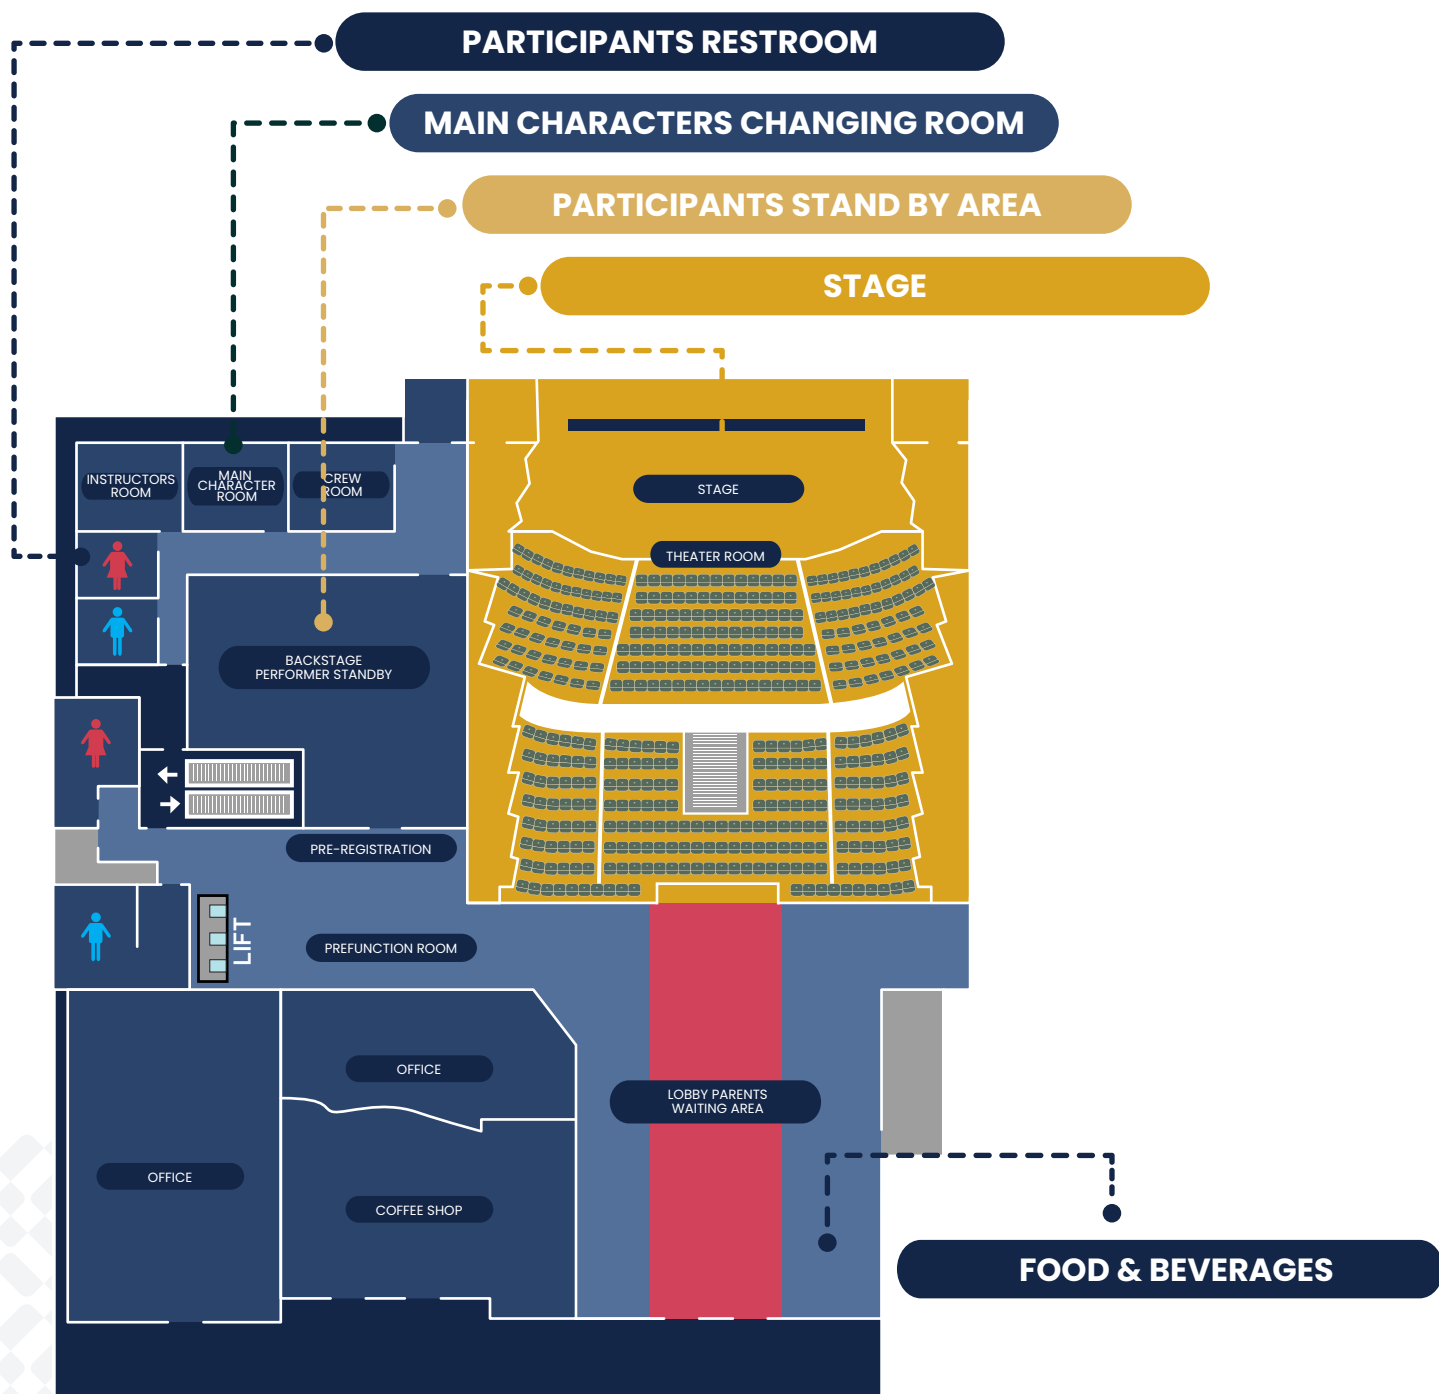 PARTICIPANTS RESTROOM
MAIN CHARACTERS CHANGING ROOM
PARTICIPANTS STAND BY AREA
STAGE
INSTRUCTORS
ROOM
MAIN
CHARACTER
ROOM
CREW
ROOM
STAGE
THEATER ROOM
BACKSTAGE
PERFORMER STANDBY
PRE-REGISTRATION
LIFT
PREFUNCTION ROOM
OFFICE
LOBBY PARENTS
WAITING AREA
OFFICE
COFFEE SHOP
FOOD & BEVERAGES